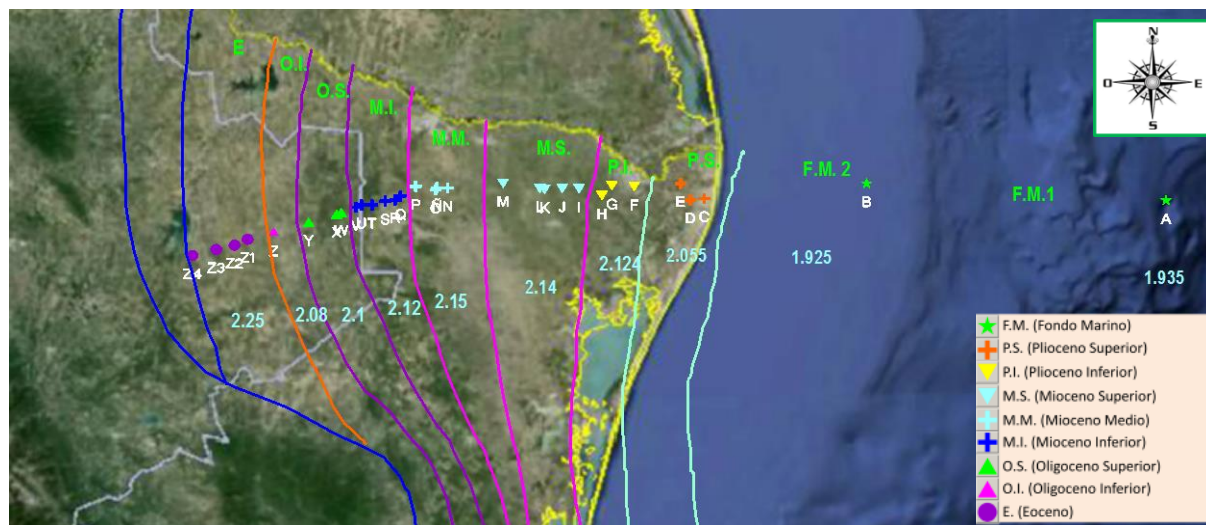 N
O
E
S
E
O.I.
O.S.
M.I.
M.M.
M.S.
P.I.
P.S.
F.M. 2
F.M.1
Z4
Z3
Z2
Z1
Z
Y
X
W
U
T
S
R
Q
P
Ñ
N
M
L
K
J
I
H
G
F
E
D
C
B
A
2.25
2.08
2.1
2.12
2.15
2.14
2.124
2.055
1.925
1.935
F.M. (Fondo Marino)
P.S. (Plioceno Superior)
P.I. (Plioceno Inferior)
M.S. (Mioceno Superior)
M.M. (Mioceno Medio)
M.I. (Mioceno Inferior)
O.S. (Oligoceno Superior)
O.I. (Oligoceno Inferior)
E. (Eoceno)